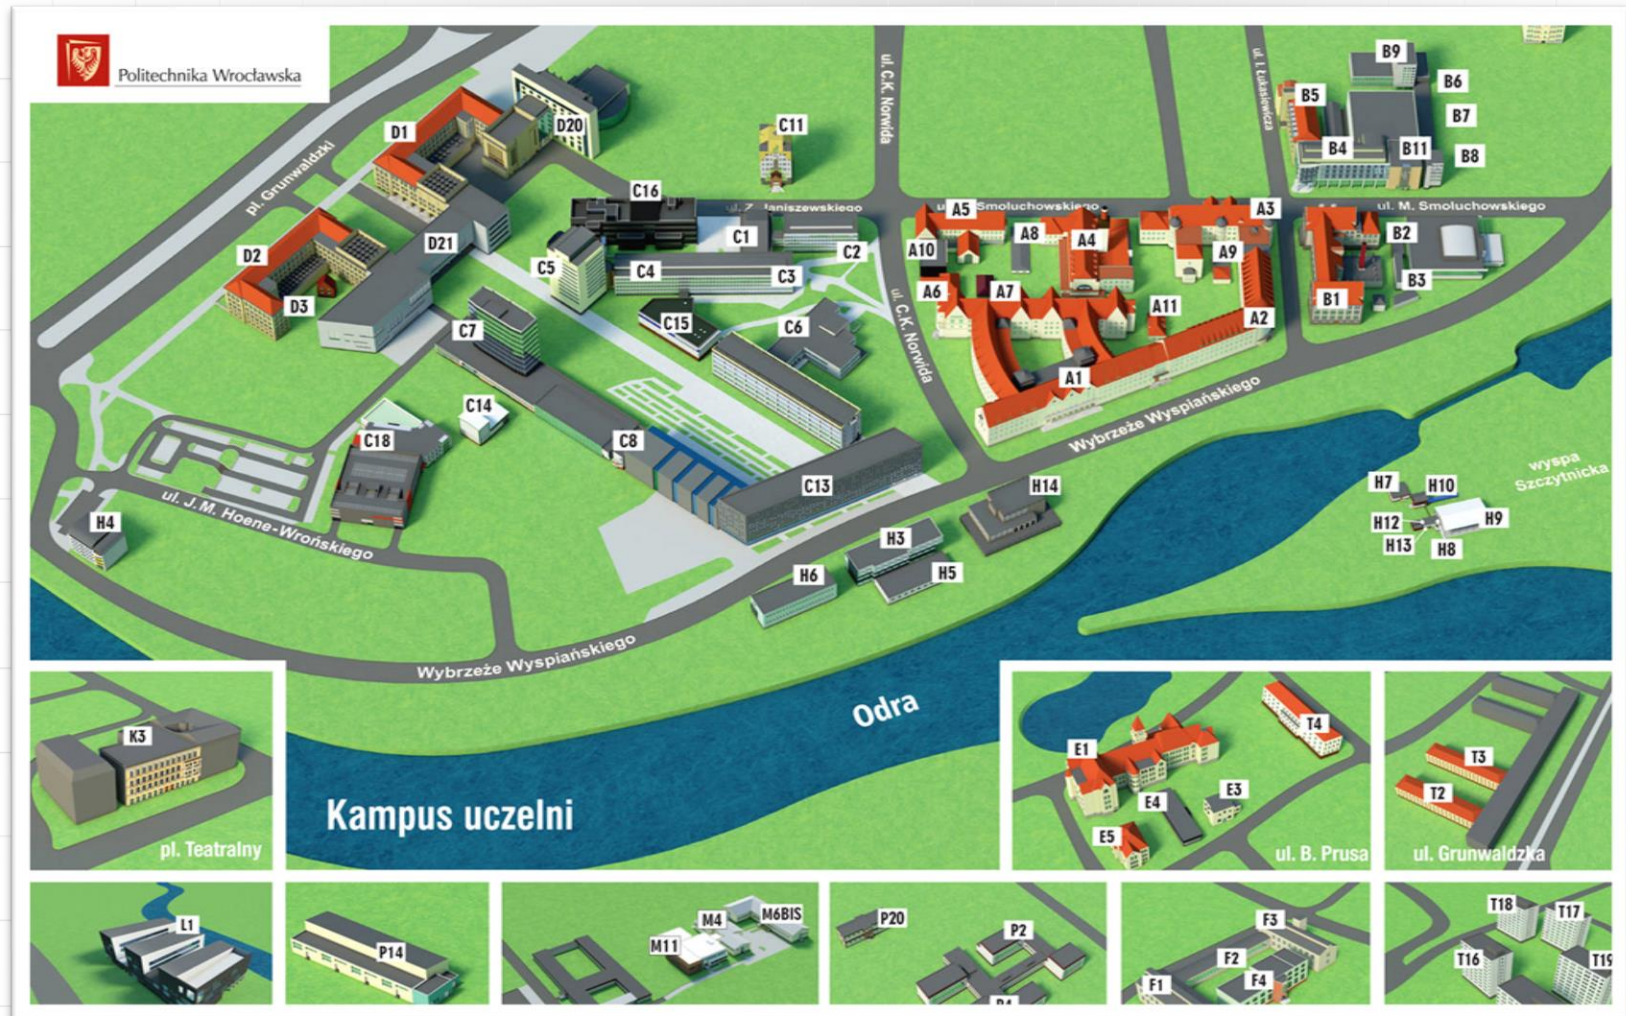 Politechnika Wrocławska
pl. Grunwaldzki
ul. C.K. Norwida
ul. I. Łukasiewicza
B9
B6
B5
B7
D1
D20
C11
B4
B11
B8
C16
ul. Z. Janiszewskiego
A5
ul. Smoluchowskiego
A3
ul. M. Smoluchowskiego
D2
D21
C1
C2
A10
A8
A4
A9
B2
C5
C4
C3
B3
D3
A6
A7
A11
A2
B1
C7
C15
C6
ul. C.K. Norwida
A1
Wybrzeże Wyspiańskiego
C14
C18
C8
wyspa
Szczytnicka
C13
H14
H7
H10
ul. J.M. Hoene-Wrońskiego
H4
H12
H9
H13
H8
H3
H6
H5
Wybrzeże Wyspiańskiego
Odra
Kampus uczelni
K3
pl. Teatralny
E1
T4
E4
E3
E5
ul. B. Prusa
T3
T2
ul. Grunwaldzka
L1
P14
M4
M6BIS
M11
P20
P2
F3
F2
F1
F4
T18
T17
T16
T19